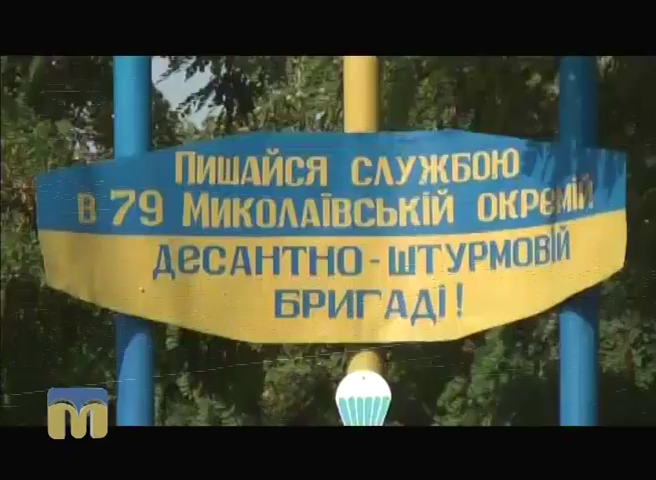 Пишайся службою
в 79 Миколаївській окремій
десантно-штурмовій
бригаді!